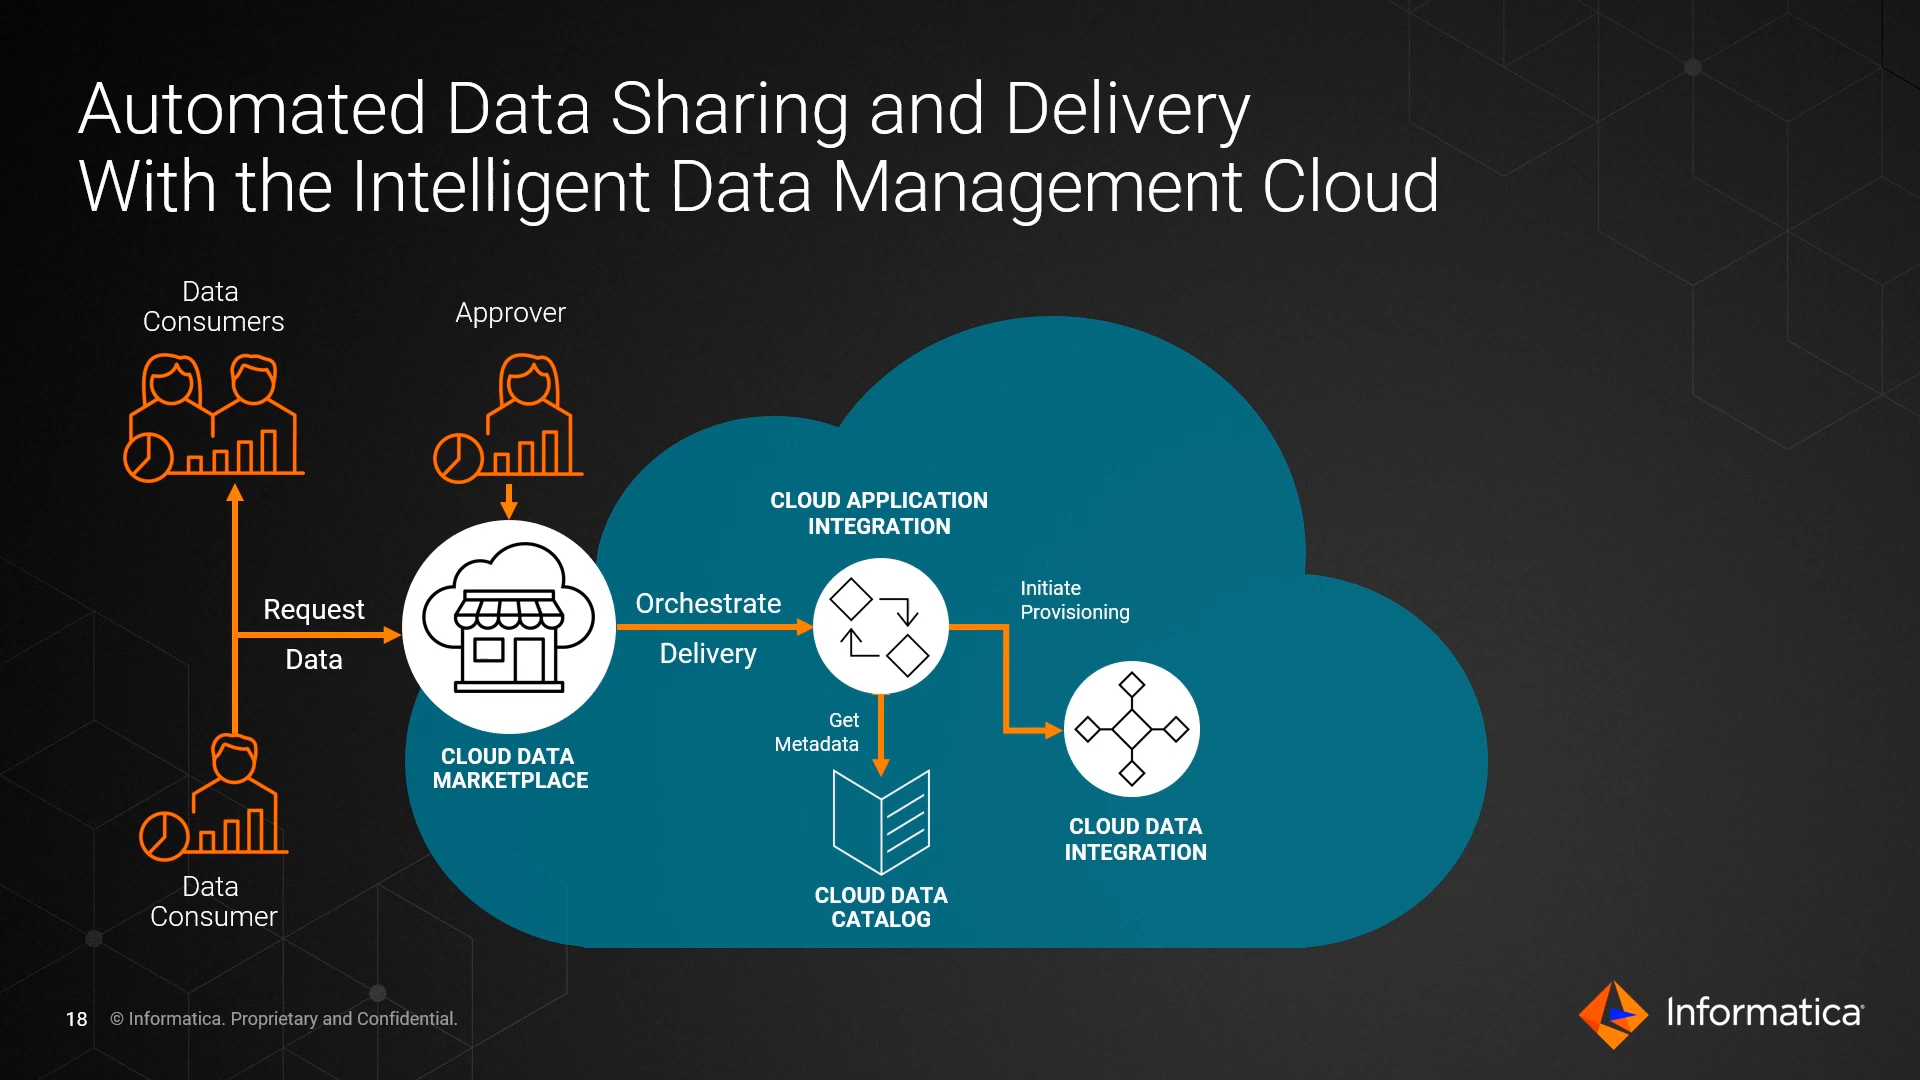 Automated Data Sharing and Delivery
With the Intelligent Data Management Cloud
Data
Consumers
Approver
CLOUD APPLICATION
INTEGRATION
Request
Data
Orchestrate
Delivery
Initiate
Provisioning
Get
Metadata
CLOUD DATA
MARKETPLACE
CLOUD DATA
INTEGRATION
CLOUD DATA
CATALOG
Data
Consumer
18 © Informatica. Proprietary and Confidential.
Informatica